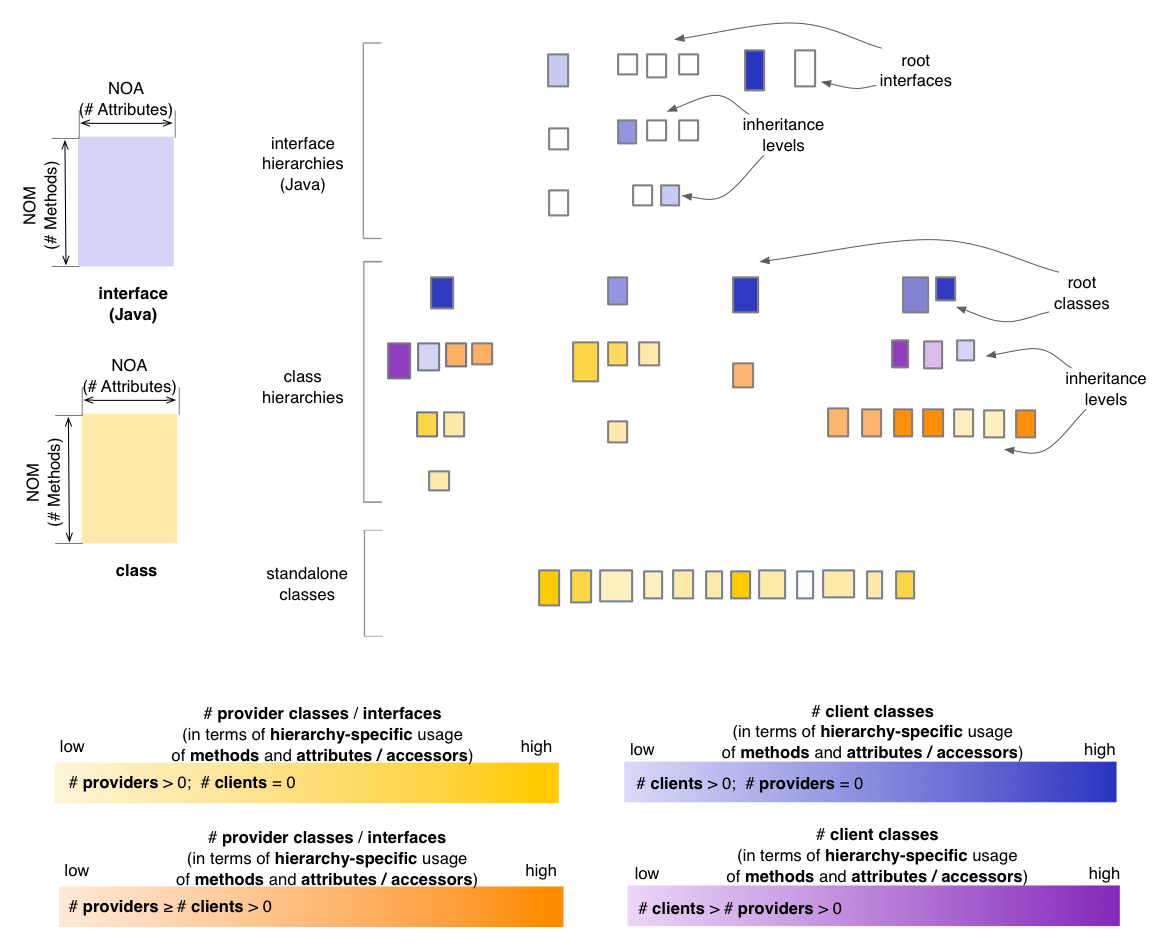 NOA
(# Attributes)
NOM
(# Methods)
interface
(Java)
NOA
(# Attributes)
NOM
(# Methods)
class
interface
hierarchies
(Java)
root
interfaces
inheritance
levels
class
hierarchies
root
classes
inheritance
levels
standalone
classes
# provider classes / interfaces
(in terms of hierarchy-specific usage
of methods and attributes / accessors)
low
high
# providers > 0; # clients = 0
# client classes
(in terms of hierarchy-specific usage
of methods and attributes / accessors)
low
high
# clients > 0; # providers = 0
# provider classes / interfaces
(in terms of hierarchy-specific usage
of methods and attributes / accessors)
low
high
# providers ≥ # clients > 0
# client classes
(in terms of hierarchy-specific usage
of methods and attributes / accessors)
low
high
# clients > # providers > 0